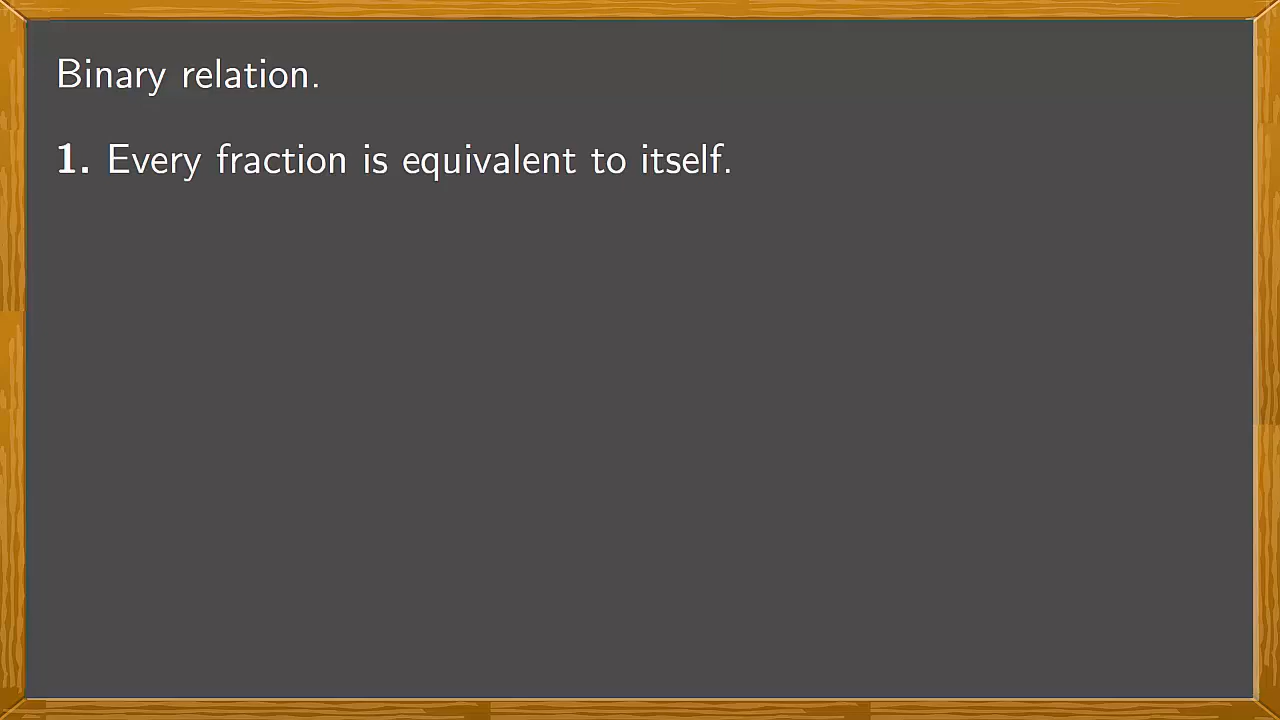 Binary relation.
1. Every fraction is equivalent to itself.